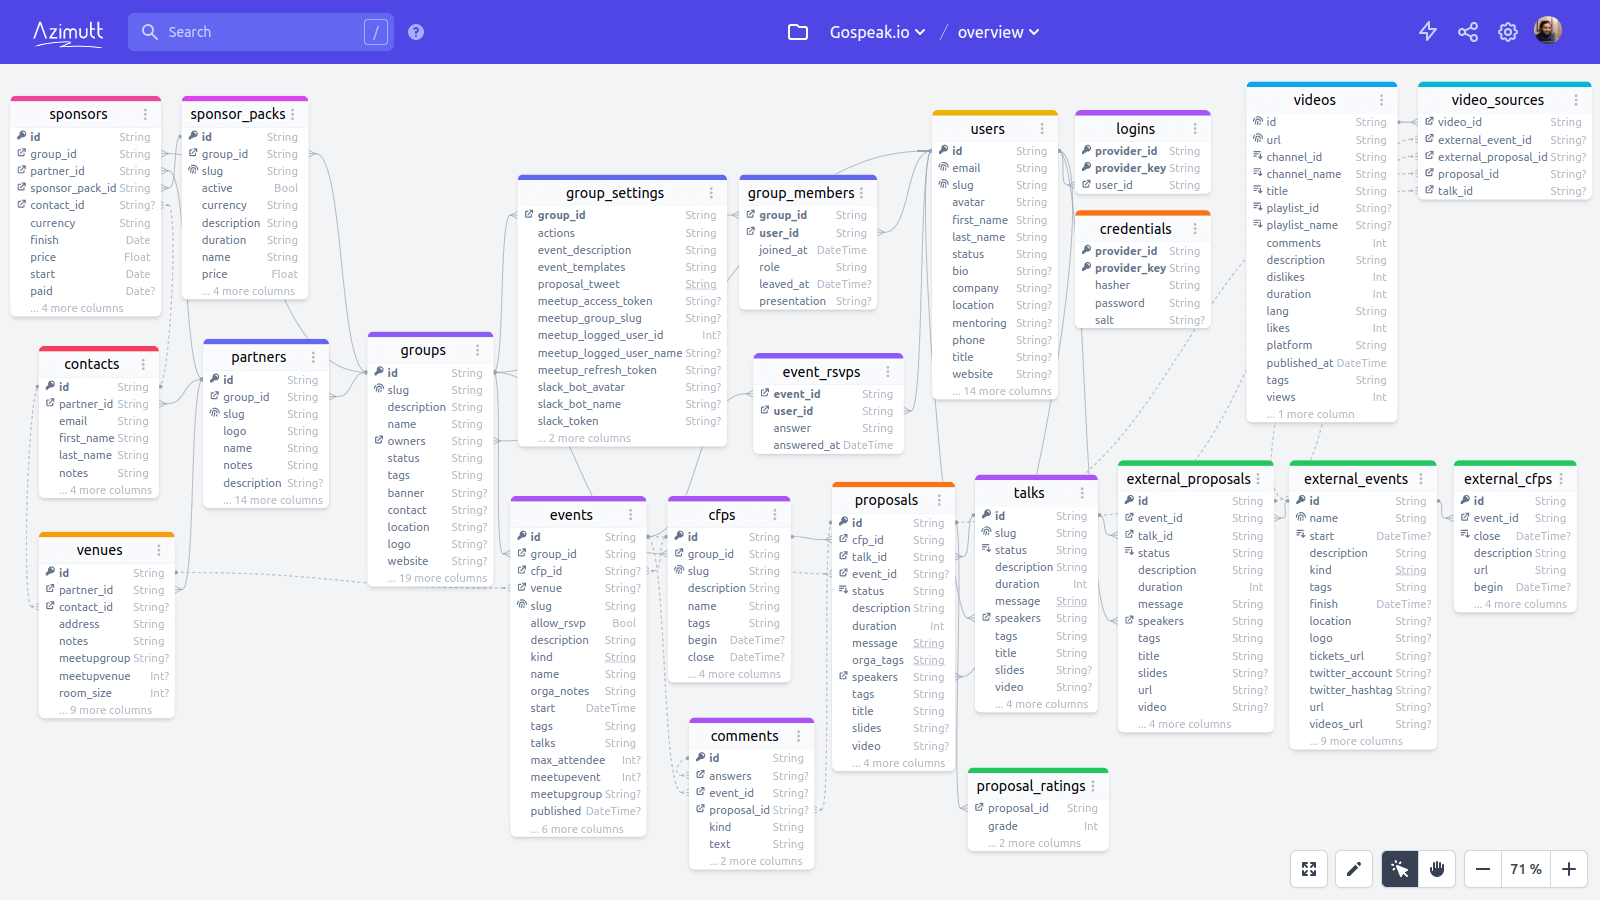 Azimutt
Search
/
?
Gospeak.io
/
overview
sponsors
id String
group_id String
partner_id String
sponsor_pack_id String
contact_id String?
currency String
finish Date
price Float
start Date
paid Date?
... 4 more columns
sponsor_packs
id String
group_id String
slug String
active Bool
currency String
description String
duration String
name String
price Float
... 4 more columns
contacts
id String
partner_id String
email String
first_name String
last_name String
notes String
... 4 more columns
partners
id String
group_id String
slug String
logo String
name String
notes String
description String?
... 14 more columns
venues
id String
partner_id String
contact_id String?
address String
notes String
meetupgroup String?
meetupvenue Int?
room_size Int?
... 9 more columns
groups
id String
slug String
description String
name String
owners String
status String
tags String
banner String?
contact String?
location String?
logo String?
website String?
... 19 more columns
group_settings
group_id String
actions String
event_description String
event_templates String
proposal_tweet String
meetup_access_token String?
meetup_group_slug String?
meetup_logged_user_id Int?
meetup_logged_user_name String?
meetup_refresh_token String?
slack_bot_avatar String?
slack_bot_name String?
slack_token String?
... 2 more columns
group_members
group_id String
user_id String
joined_at DateTime
role String
leaved_at DateTime?
presentation String?
event_rsvps
event_id String
user_id String
answer String
answered_at DateTime
events
id String
group_id String
cfp_id String?
venue String?
slug String
allow_rsvp Bool
description String
kind String
name String
orga_notes String
start DateTime
tags String
talks String
max_attendee Int?
meetupevent Int?
meetupgroup String?
published DateTime?
... 6 more columns
cfps
id String
group_id String
slug String
description String
name String
tags String
begin DateTime?
close DateTime?
... 4 more columns
comments
id String
answers String?
event_id String?
proposal_id String?
kind String
text String
... 2 more columns
users
id String
email String
slug String
avatar String
first_name String
last_name String
status String
bio String?
company String?
location String?
mentoring String?
phone String?
title String?
website String?
... 14 more columns
logins
provider_id String
provider_key String
user_id String
credentials
provider_id String
provider_key String
hasher String
password String
salt String?
proposals
id String
cfp_id String
talk_id String
event_id String?
status String
description String
duration Int
message String
orga_tags String
speakers String
tags String
title String
slides String?
video String?
... 4 more columns
talks
id String
slug String
status String
description String
duration Int
message String
speakers String
tags String
title String
slides String?
video String?
... 4 more columns
proposal_ratings
proposal_id String
grade Int
... 2 more columns
videos
id String
url String
channel_id String
channel_name String
title String
playlist_id String?
playlist_name String?
comments Int
description String
dislikes Int
duration Int
lang String
likes Int
platform String
published_at DateTime
tags String
views Int
... 1 more column
video_sources
video_id String
external_event_id String?
external_proposal_id String?
proposal_id String?
talk_id String?
external_proposals
id String
event_id String
talk_id String
status String
description String
duration Int
message String
speakers String
tags String
title String
slides String?
url String?
video String?
... 4 more columns
external_events
id String
name String
start DateTime?
description String
kind String
tags String
finish DateTime?
location String?
logo String?
tickets_url String?
twitter_account String?
twitter_hashtag String?
url String?
videos_url String?
... 9 more columns
external_cfps
id String
event_id String
close DateTime?
description String
url String
begin DateTime?
... 4 more columns
71 %